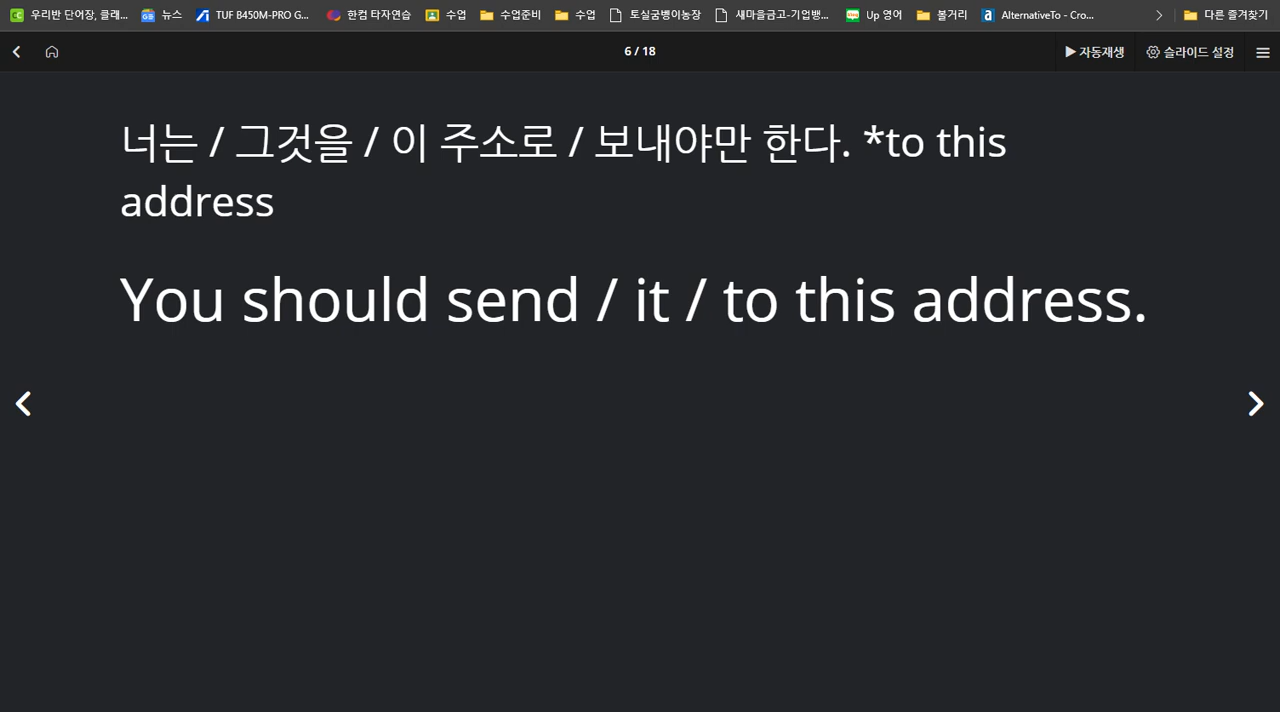 우리반 단어장, 클래... 뉴스 TUF B450M-PRO G... 한컴 타자연습 수업 수업준비 수업 토실굼벵이농장 새마을금고-기업뱅... Up 영어 볼거리 AlternativeTo - Cro... 다른 즐겨찾기
6 / 18 자동재생 슬라이드 설정
너는 / 그것을 / 이 주소로 / 보내야만 한다. *to this
address
You should send / it / to this address.